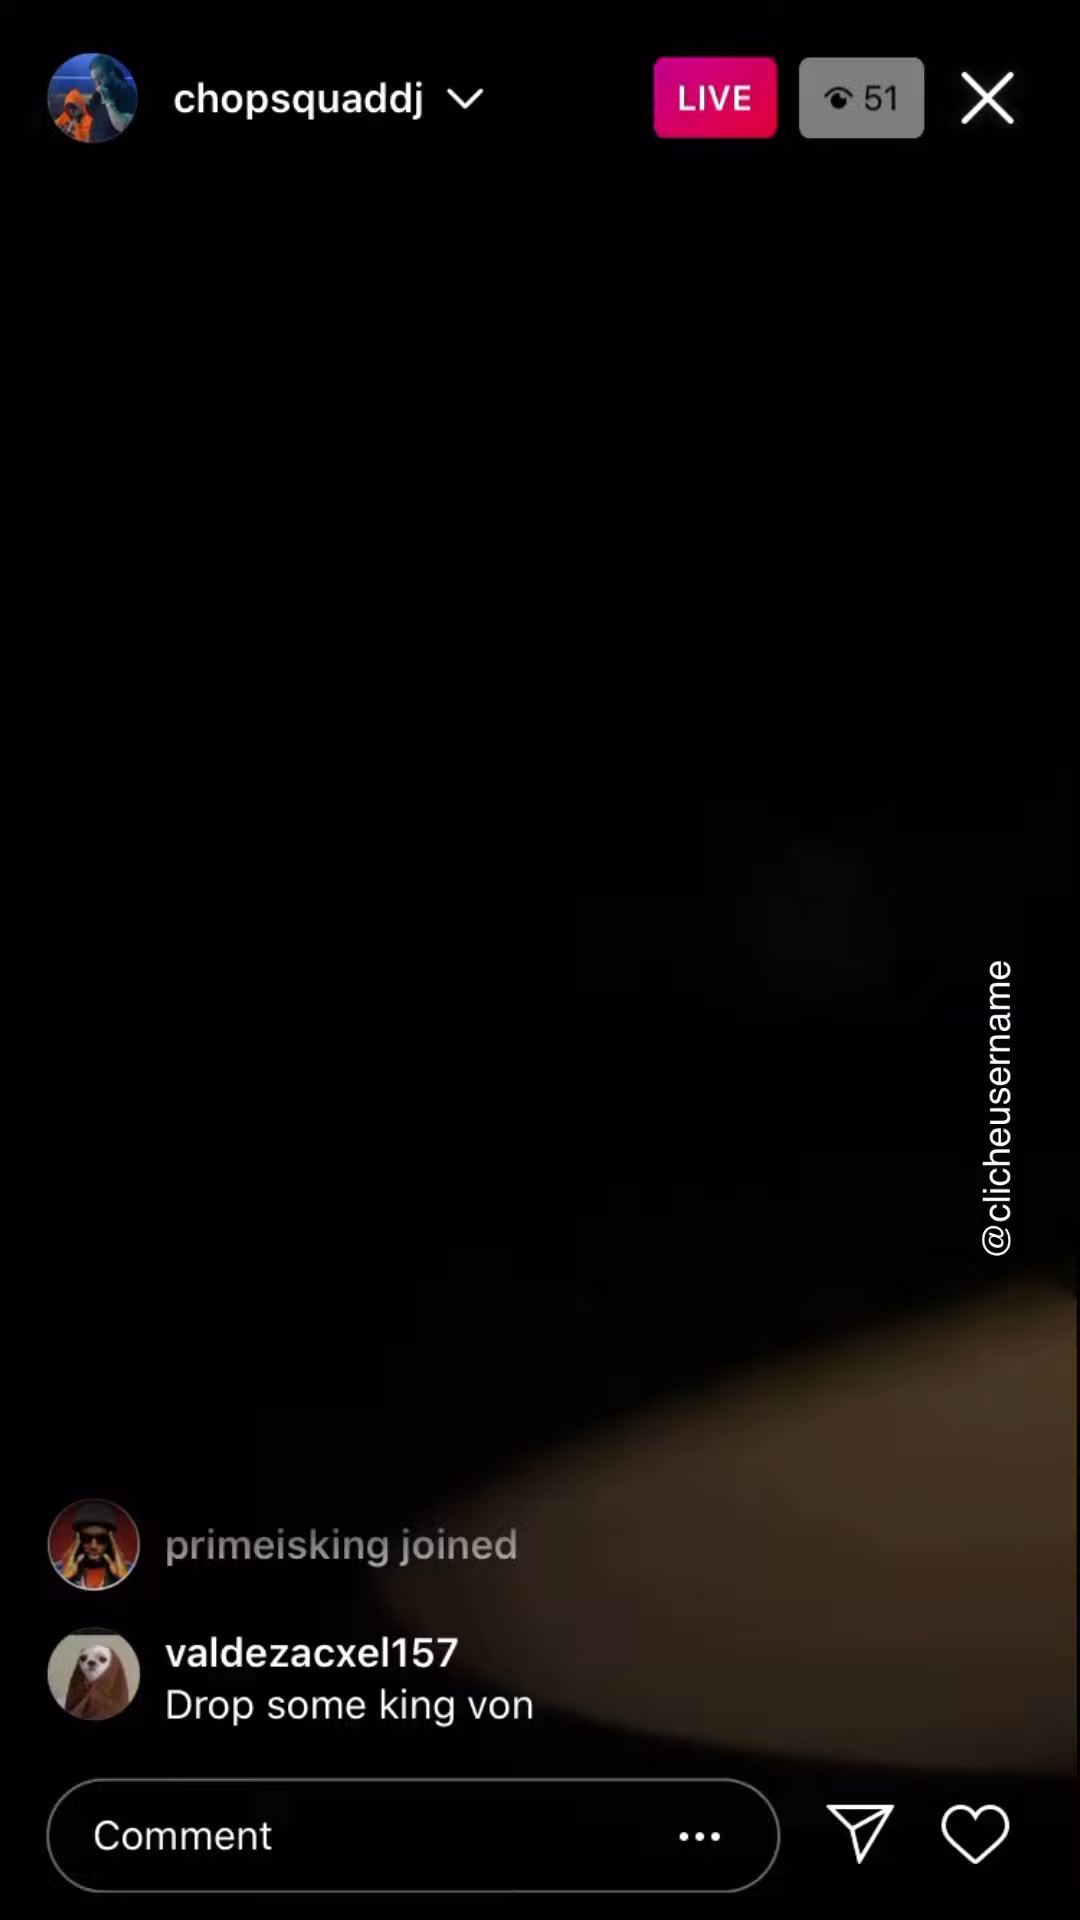 chopsquaddj
LIVE
51
@clicheusername
primeisking joined
valdezacxel157
Drop some king von
Comment